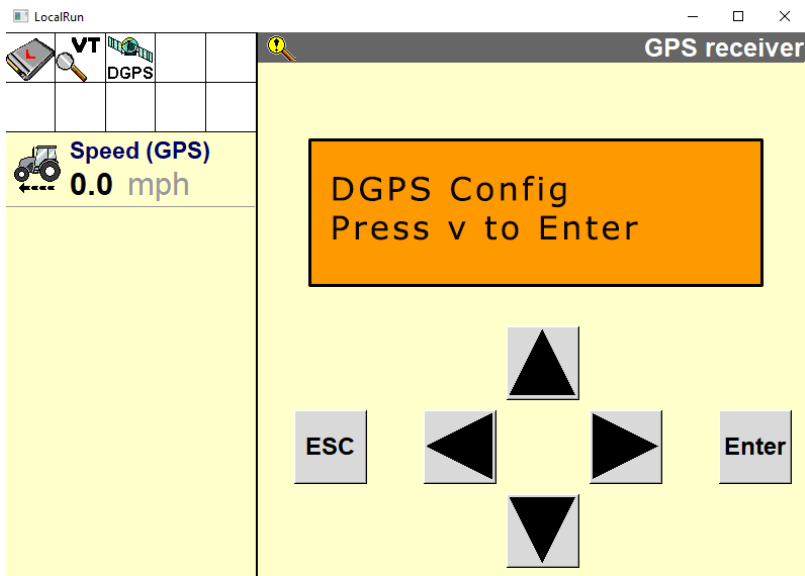 LocalRun
VT
DGPS
GPS receiver
Speed (GPS)
0.0 mph
DGPS Config
Press v to Enter
ESC
Enter